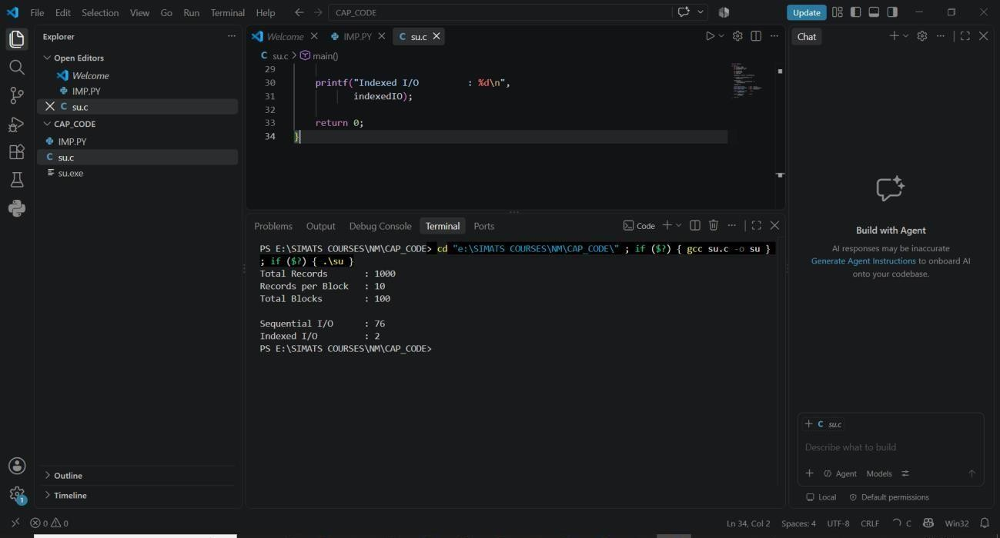 File Edit Selection View Go Run Terminal Help CAP_CODE Update
Explorer
Open Editors
Welcome
IMP.PY
C su.c
CAP_CODE
IMP.PY
C su.c
su.exe
Outline
Timeline
Welcome IMP.PY C su.c
C su.c > main()
29
30 printf("Indexed I/O : %d\n",
31 indexedIO);
32
33 return 0;
34 }
Problems Output Debug Console Terminal Ports Code
PS E:\SIMATS COURSES\NM\CAP_CODE> cd "e:\SIMATS COURSES\NM\CAP_CODE\" ; if ($?) { gcc su.c -o su }
; if ($?) { .\su }
Total Records : 1000
Records per Block : 10
Total Blocks : 100
Sequential I/O : 76
Indexed I/O : 2
PS E:\SIMATS COURSES\NM\CAP_CODE>
Chat
Build with Agent
AI responses may be inaccurate
Generate Agent Instructions to onboard AI
onto your codebase.
C su.c
Describe what to build
Agent Models
Local Default permissions
1
0 0 Ln 34, Col 2 Spaces: 4 UTF-8 CRLF C Win32